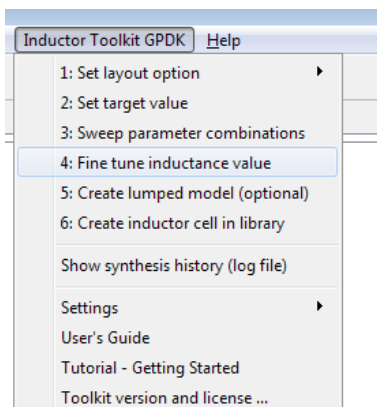 Inductor Toolkit GPDK Help
1: Set layout option
2: Set target value
3: Sweep parameter combinations
4: Fine tune inductance value
5: Create lumped model (optional)
6: Create inductor cell in library
Show synthesis history (log file)
Settings
User's Guide
Tutorial - Getting Started
Toolkit version and license ...